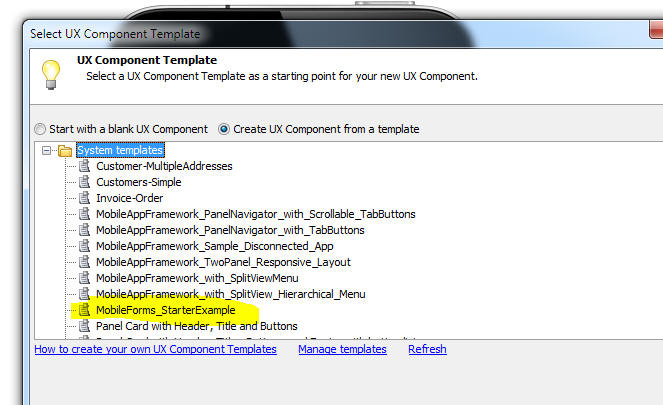 Select UX Component Template
UX Component Template
Select a UX Component Template as a starting point for your new UX Component.
Start with a blank UX Component
Create UX Component from a template
System templates
Customer-MultipleAddresses
Customers-Simple
Invoice-Order
MobileAppFramework_PanelNavigator_with_Scrollable_TabButtons
MobileAppFramework_PanelNavigator_with_TabButtons
MobileAppFramework_Sample_Disconnected_App
MobileAppFramework_TwoPanel_Responsive_Layout
MobileAppFramework_with_SplitViewMenu
MobileAppFramework_with_SplitView_Hierarchical_Menu
MobileForms_StarterExample
Panel Card with Header, Title and Buttons
How to create your own UX Component Templates
Manage templates
Refresh